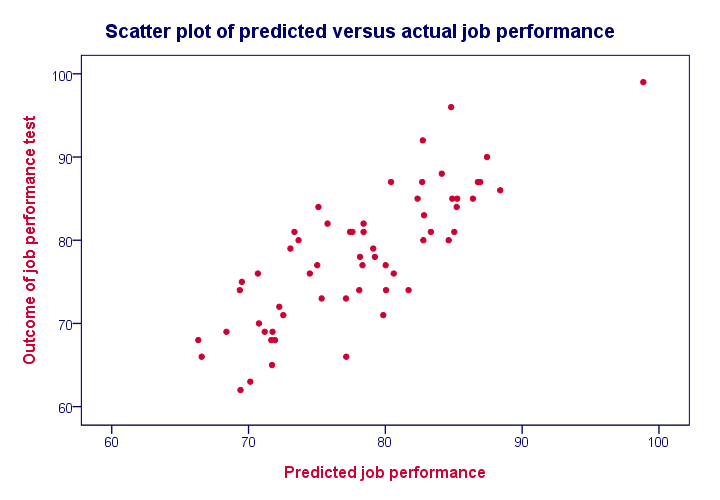 Scatter plot of predicted versus actual job performance
Outcome of job performance test
100
90
80
70
60
60 70 80 90 100
Predicted job performance